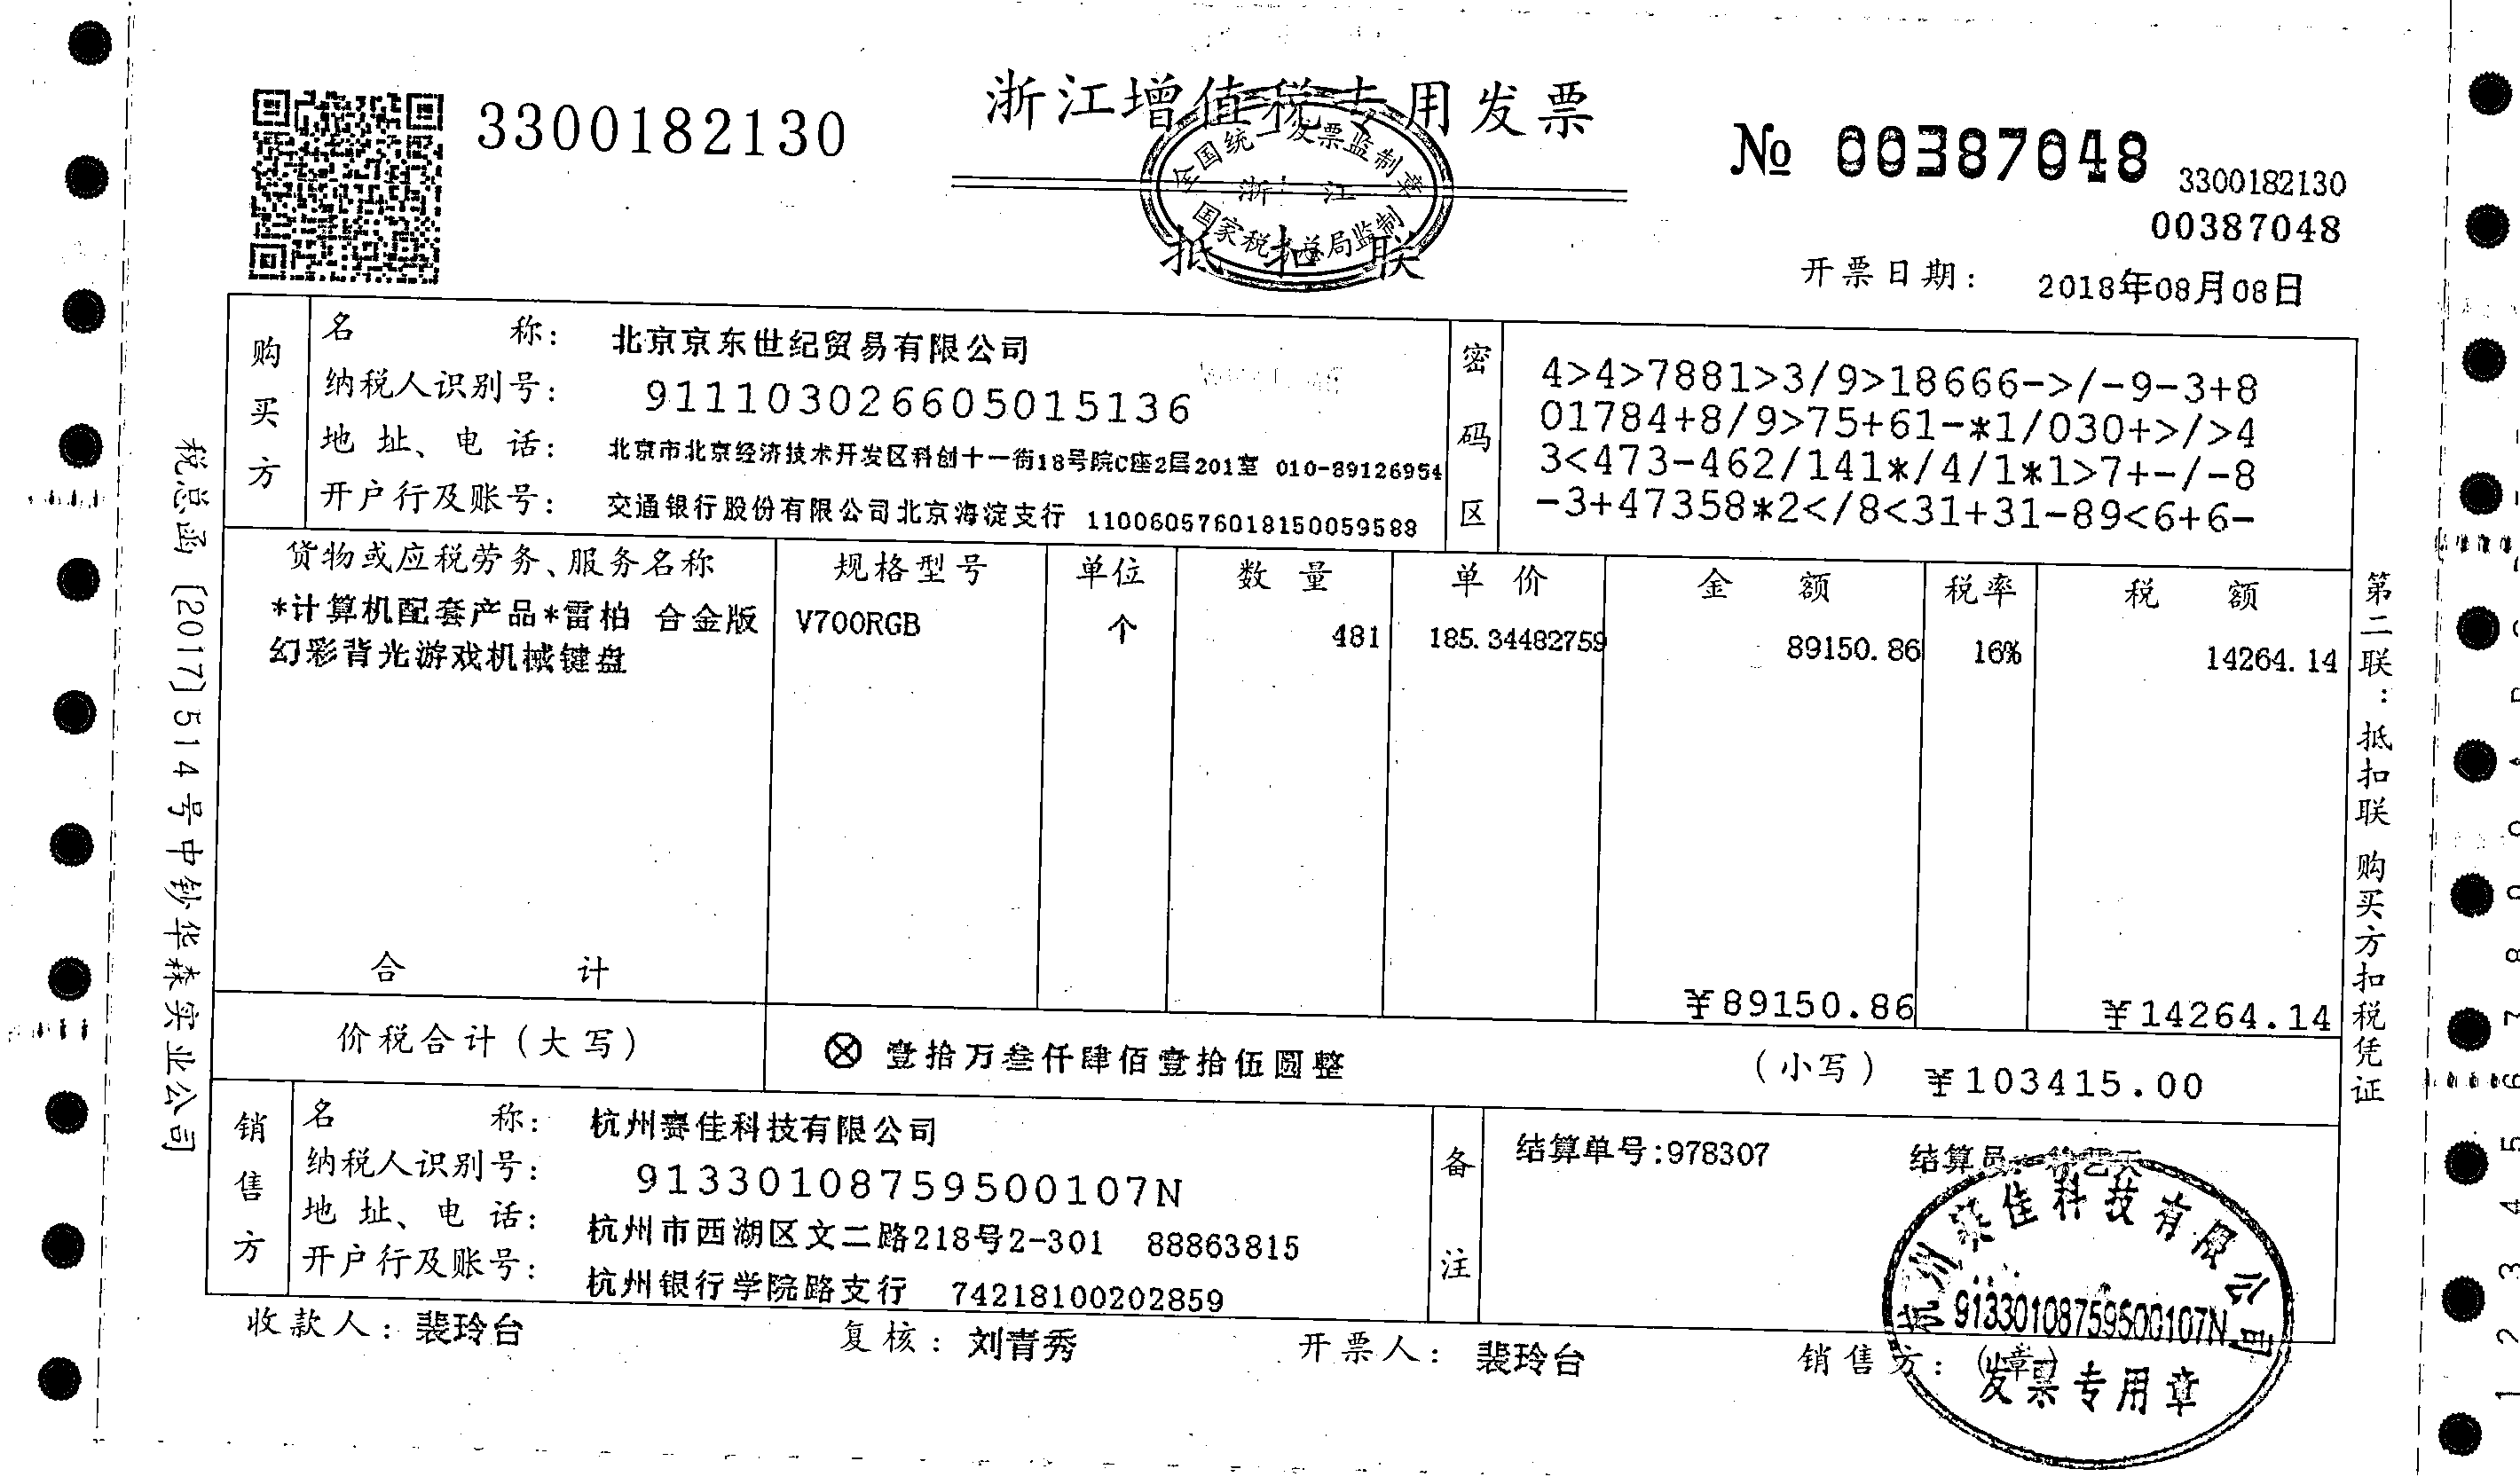 3300182130
浙江增值税专用发票
全国统一发票监制章
浙 江
国家税务总局监制
抵扣联
№ 00387048
3300182130
00387048
开票日期: 2018年08月08日
购买方
名称: 北京京东世纪贸易有限公司
纳税人识别号: 911103026605015136
地址、电话: 北京市北京经济技术开发区科创十一街18号院C座2层201室 010-89126954
开户行及账号: 交通银行股份有限公司北京海淀支行 110060576018150059588
密码区
4>4>7881>3/9>18666->/-9-3+8
01784+8/9>75+61-*1/030+>/>4
3<473-462/141*/4/1*1>7+-/-8
-3+47358*2</8<31+31-89<6+6-
货物或应税劳务、服务名称 规格型号 单位 数量 单价 金额 税率 税额
*计算机配套产品*雷柏 合金版 V700RGB 个 481 185.34482759 89150.86 16% 14264.14
幻彩背光游戏机械键盘
合计 ¥89150.86 ¥14264.14
价税合计(大写) ⊗ 壹拾万叁仟肆佰壹拾伍圆整 (小写) ¥103415.00
销售方
名称: 杭州赛佳科技有限公司
纳税人识别号: 91330108759500107N
地址、电话: 杭州市西湖区文二路218号2-301 88863815
开户行及账号: 杭州银行学院路支行 74218100202859
备注
结算单号:978307 结算员:
收款人: 裴玲台 复核: 刘青秀 开票人: 裴玲台 销售方: (章)
杭州赛佳科技有限公司
91330108759500107N
发票专用章
税总函〔2017〕514号中钞华森实业公司
第二联:抵扣联 购买方扣税凭证